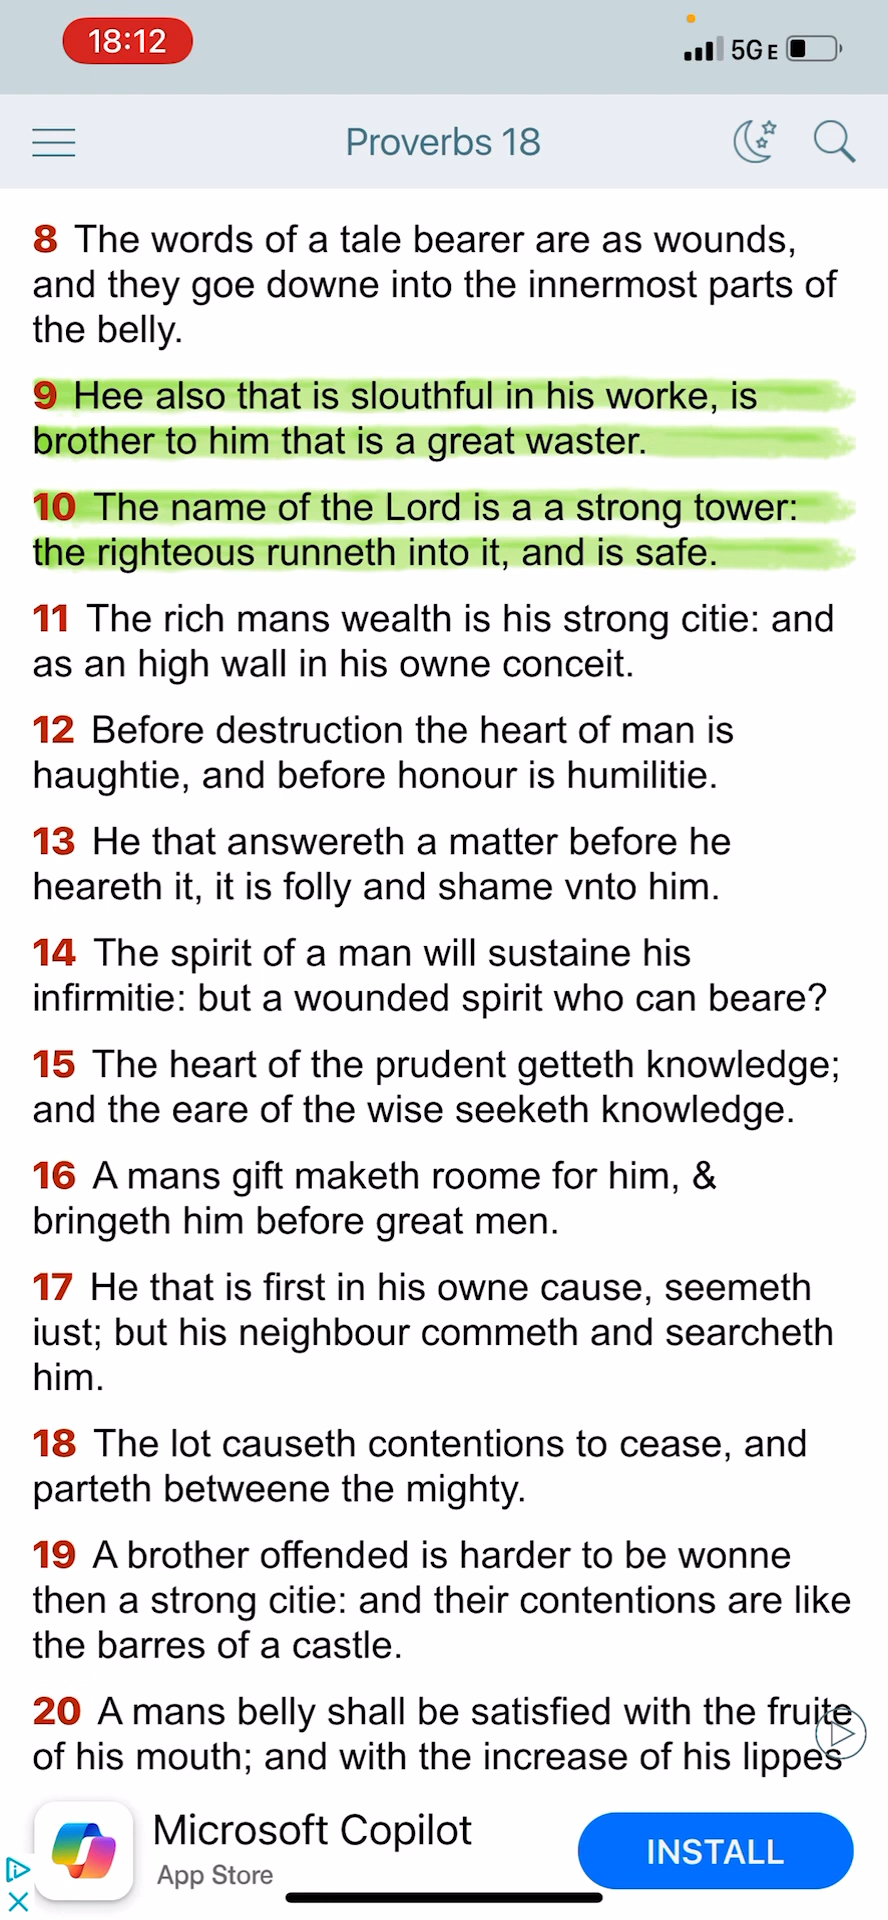 18:12
5GE
Proverbs 18
8 The words of a tale bearer are as wounds,
and they goe downe into the innermost parts of
the belly.
9 Hee also that is slouthful in his worke, is
brother to him that is a great waster.
10 The name of the Lord is a a strong tower:
the righteous runneth into it, and is safe.
11 The rich mans wealth is his strong citie: and
as an high wall in his owne conceit.
12 Before destruction the heart of man is
haughtie, and before honour is humilitie.
13 He that answereth a matter before he
heareth it, it is folly and shame vnto him.
14 The spirit of a man will sustaine his
infirmitie: but a wounded spirit who can beare?
15 The heart of the prudent getteth knowledge;
and the eare of the wise seeketh knowledge.
16 A mans gift maketh roome for him, &
bringeth him before great men.
17 He that is first in his owne cause, seemeth
iust; but his neighbour commeth and searcheth
him.
18 The lot causeth contentions to cease, and
parteth betweene the mighty.
19 A brother offended is harder to be wonne
then a strong citie: and their contentions are like
the barres of a castle.
20 A mans belly shall be satisfied with the fruite
of his mouth; and with the increase of his lippes
Microsoft Copilot
App Store
INSTALL